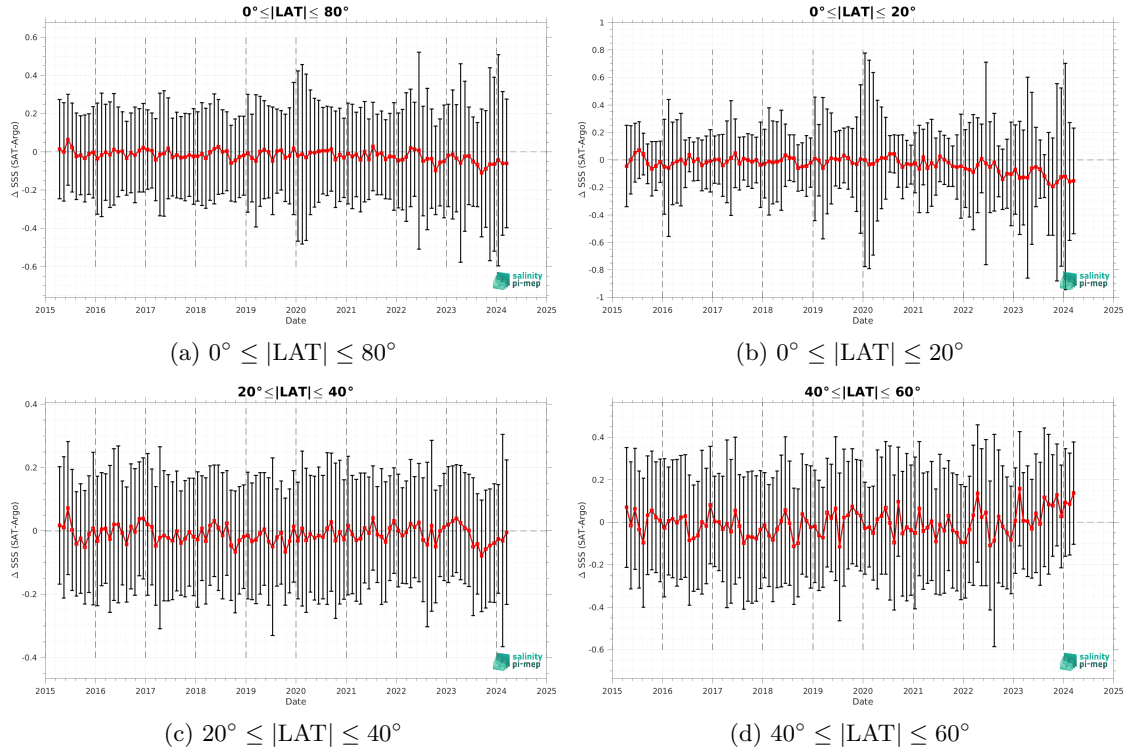 0°≤|LAT|≤ 80°
0.6
0.4
0.2
0
-0.2
-0.4
-0.6
Δ SSS (SAT-Argo)
2015 2016 2017 2018 2019 2020 2021 2022 2023 2024 2025
Date
salinity
pi-mep
(a) 0° ≤ |LAT| ≤ 80°
0°≤|LAT|≤ 20°
1
0.8
0.6
0.4
0.2
0
-0.2
-0.4
-0.6
-0.8
-1
Δ SSS (SAT-Argo)
2015 2016 2017 2018 2019 2020 2021 2022 2023 2024 2025
Date
salinity
pi-mep
(b) 0° ≤ |LAT| ≤ 20°
20°≤|LAT|≤ 40°
0.4
0.2
0
-0.2
-0.4
Δ SSS (SAT-Argo)
2015 2016 2017 2018 2019 2020 2021 2022 2023 2024 2025
Date
salinity
pi-mep
(c) 20° ≤ |LAT| ≤ 40°
40°≤|LAT|≤ 60°
0.4
0.2
0
-0.2
-0.4
-0.6
Δ SSS (SAT-Argo)
2015 2016 2017 2018 2019 2020 2021 2022 2023 2024 2025
Date
salinity
pi-mep
(d) 40° ≤ |LAT| ≤ 60°